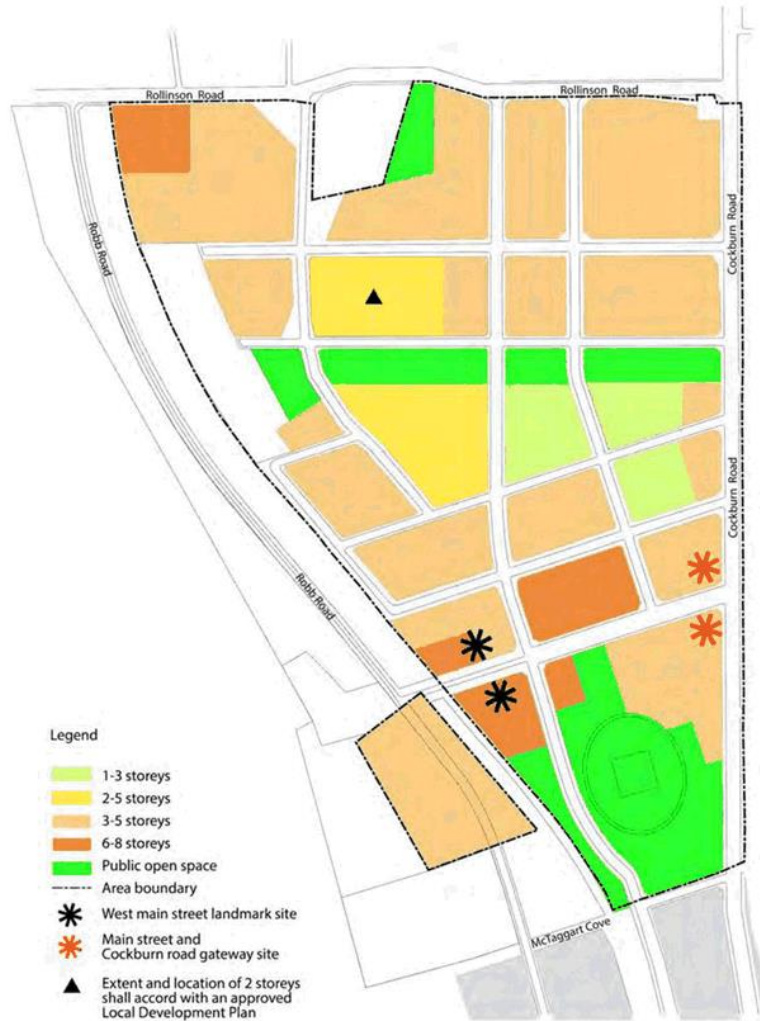 Rollinson Road
Rollinson Road
Robb Road
Cockburn Road
Cockburn Road
Robb Road
McTaggart Cove
Legend
1-3 storeys
2-5 storeys
3-5 storeys
6-8 storeys
Public open space
Area boundary
West main street landmark site
Main street and
Cockburn road gateway site
Extent and location of 2 storeys
shall accord with an approved
Local Development Plan